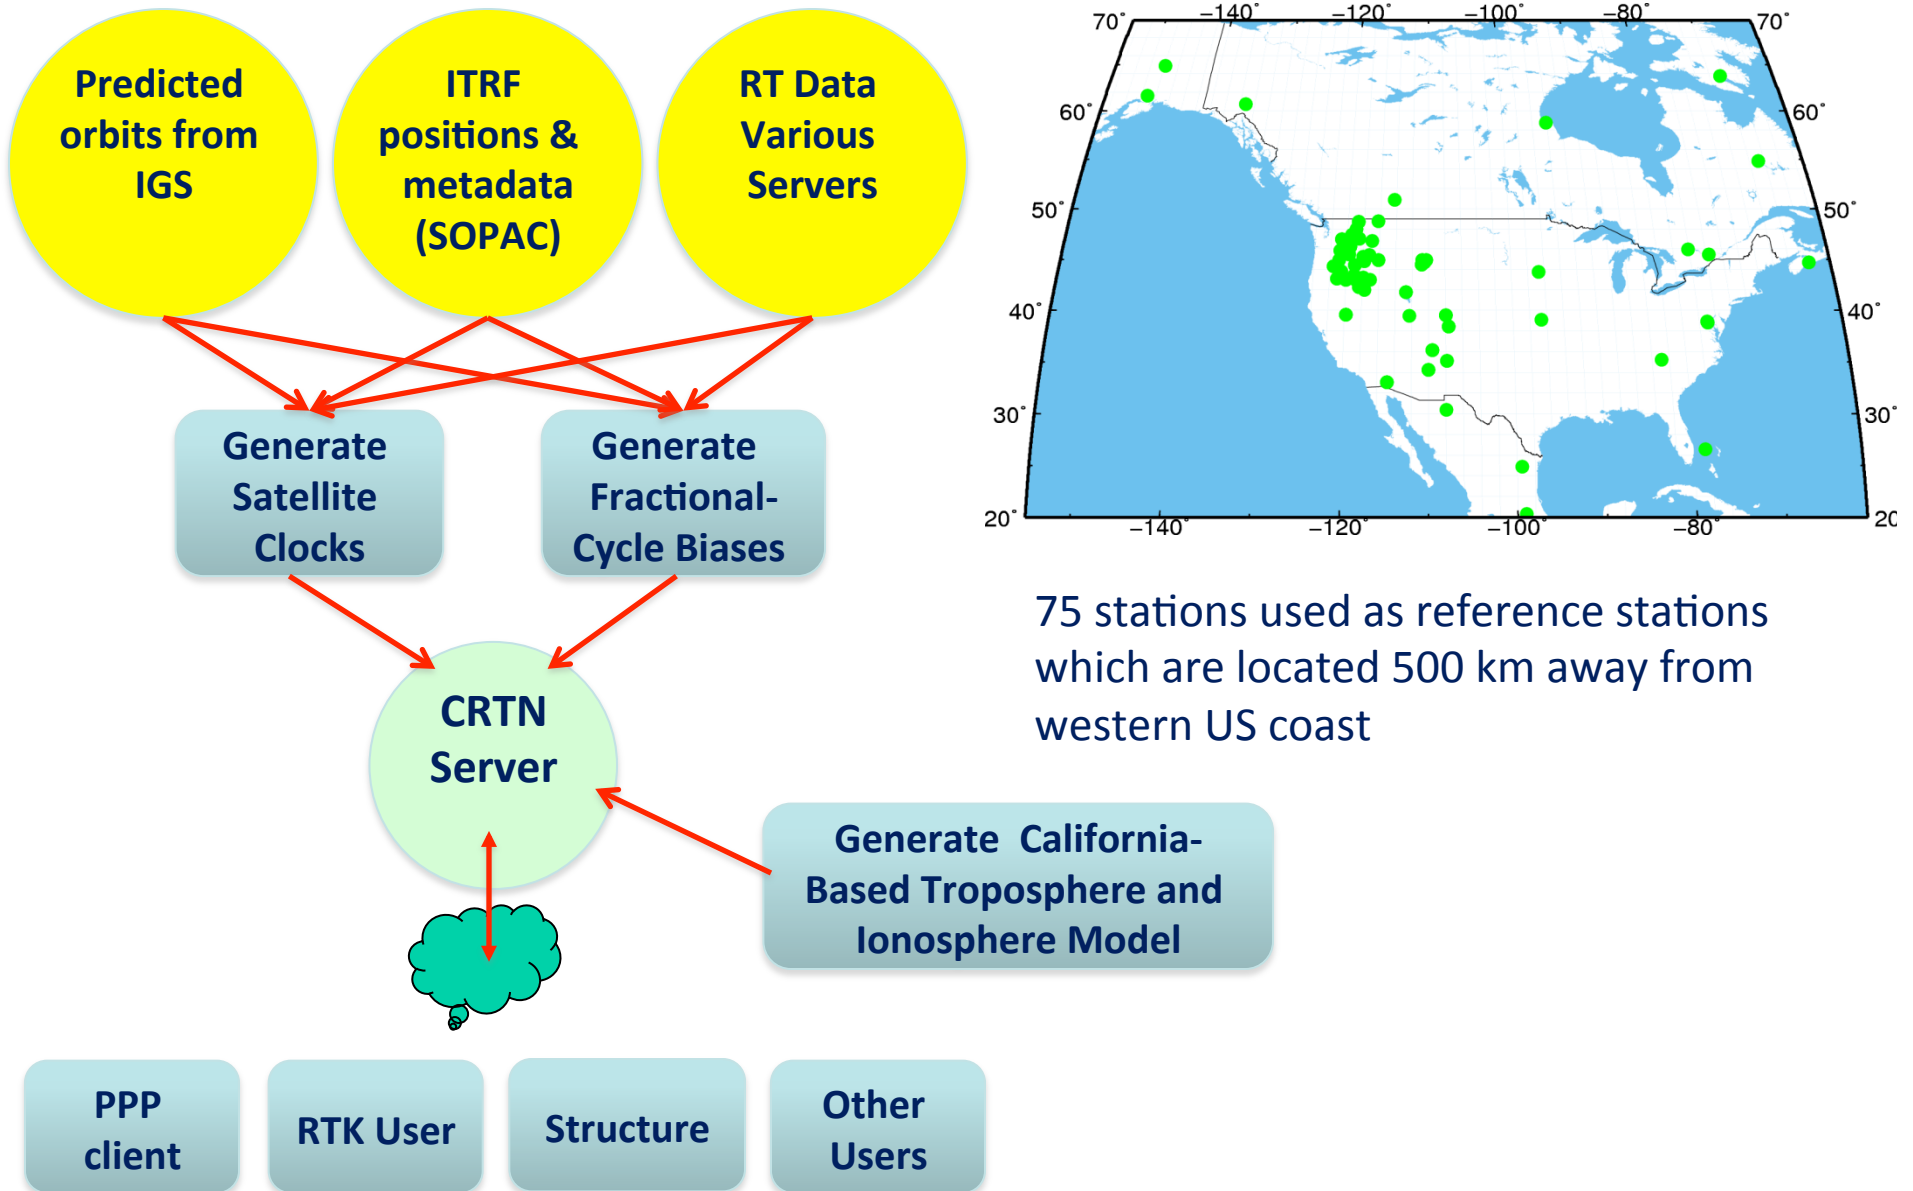 Predicted
orbits from
IGS
ITRF
positions &
metadata
(SOPAC)
RT Data
Various
Servers
Generate
Satellite
Clocks
Generate
Fractional-
Cycle Biases
CRTN
Server
Generate California-
Based Troposphere and
Ionosphere Model
PPP
client
RTK User
Structure
Other
Users
70° −140° −120° −100° −80° 70°
60° 60°
50° 50°
40° 40°
30° 30°
20° 20
−140° −120° −100° −80°
75 stations used as reference stations
which are located 500 km away from
western US coast